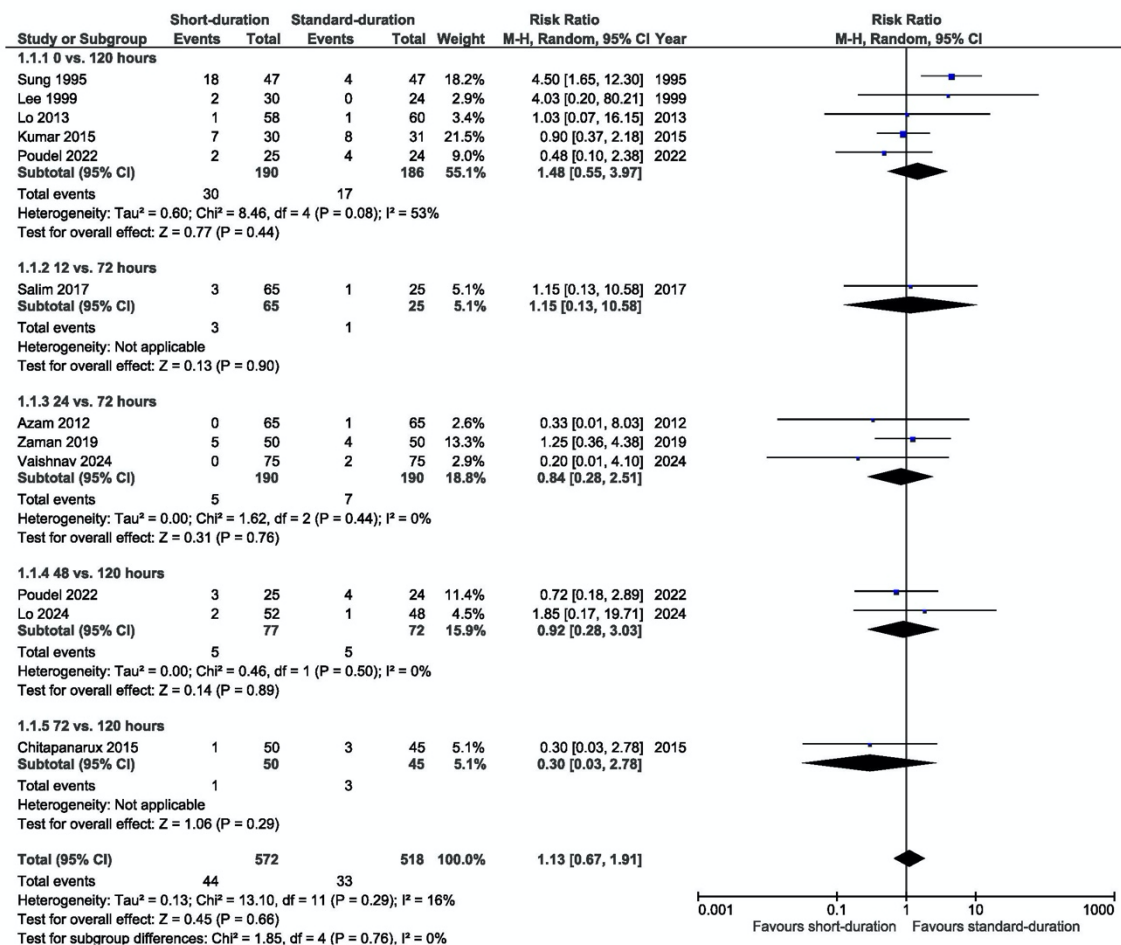 Short-duration Standard-duration Risk Ratio Risk Ratio
Study or Subgroup Events Total Events Total Weight M-H, Random, 95% CI Year M-H, Random, 95% CI
1.1.1 0 vs. 120 hours
Sung 1995 18 47 4 47 18.2% 4.50 [1.65, 12.30] 1995
Lee 1999 2 30 0 24 2.9% 4.03 [0.20, 80.21] 1999
Lo 2013 1 58 1 60 3.4% 1.03 [0.07, 16.15] 2013
Kumar 2015 7 30 8 31 21.5% 0.90 [0.37, 2.18] 2015
Poudel 2022 2 25 4 24 9.0% 0.48 [0.10, 2.38] 2022
Subtotal (95% CI) 190 186 55.1% 1.48 [0.55, 3.97]
Total events 30 17
Heterogeneity: Tau² = 0.60; Chi² = 8.46, df = 4 (P = 0.08); I² = 53%
Test for overall effect: Z = 0.77 (P = 0.44)
1.1.2 12 vs. 72 hours
Salim 2017 3 65 1 25 5.1% 1.15 [0.13, 10.58] 2017
Subtotal (95% CI) 65 25 5.1% 1.15 [0.13, 10.58]
Total events 3 1
Heterogeneity: Not applicable
Test for overall effect: Z = 0.13 (P = 0.90)
1.1.3 24 vs. 72 hours
Azam 2012 0 65 1 65 2.6% 0.33 [0.01, 8.03] 2012
Zaman 2019 5 50 4 50 13.3% 1.25 [0.36, 4.38] 2019
Vaishnav 2024 0 75 2 75 2.9% 0.20 [0.01, 4.10] 2024
Subtotal (95% CI) 190 190 18.8% 0.84 [0.28, 2.51]
Total events 5 7
Heterogeneity: Tau² = 0.00; Chi² = 1.62, df = 2 (P = 0.44); I² = 0%
Test for overall effect: Z = 0.31 (P = 0.76)
1.1.4 48 vs. 120 hours
Poudel 2022 3 25 4 24 11.4% 0.72 [0.18, 2.89] 2022
Lo 2024 2 52 1 48 4.5% 1.85 [0.17, 19.71] 2024
Subtotal (95% CI) 77 72 15.9% 0.92 [0.28, 3.03]
Total events 5 5
Heterogeneity: Tau² = 0.00; Chi² = 0.46, df = 1 (P = 0.50); I² = 0%
Test for overall effect: Z = 0.14 (P = 0.89)
1.1.5 72 vs. 120 hours
Chitapanarux 2015 1 50 3 45 5.1% 0.30 [0.03, 2.78] 2015
Subtotal (95% CI) 50 45 5.1% 0.30 [0.03, 2.78]
Total events 1 3
Heterogeneity: Not applicable
Test for overall effect: Z = 1.06 (P = 0.29)
Total (95% CI) 572 518 100.0% 1.13 [0.67, 1.91]
Total events 44 33
Heterogeneity: Tau² = 0.13; Chi² = 13.10, df = 11 (P = 0.29); I² = 16%
Test for overall effect: Z = 0.45 (P = 0.66)
Test for subgroup differences: Chi² = 1.85, df = 4 (P = 0.76), I² = 0%
0.001 0.1 1 10 1000
Favours short-duration Favours standard-duration